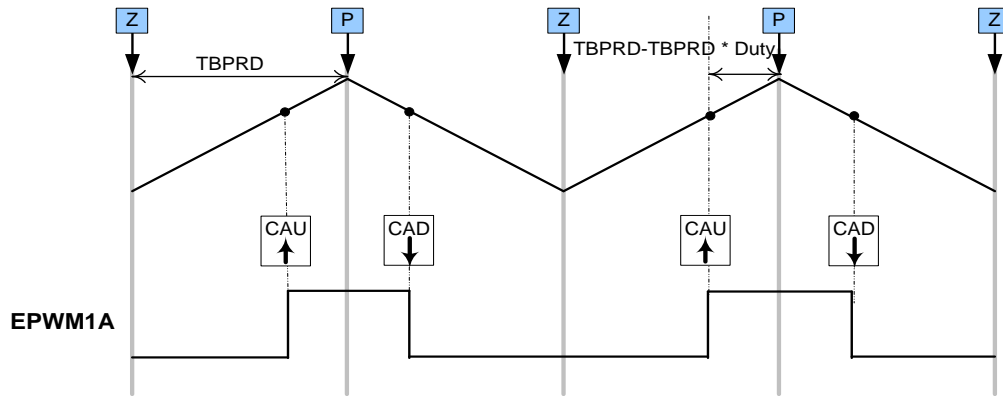 Z P Z P Z
TBPRD-TBPRD * Duty
TBPRD
CAU CAD CAU CAD
EPWM1A